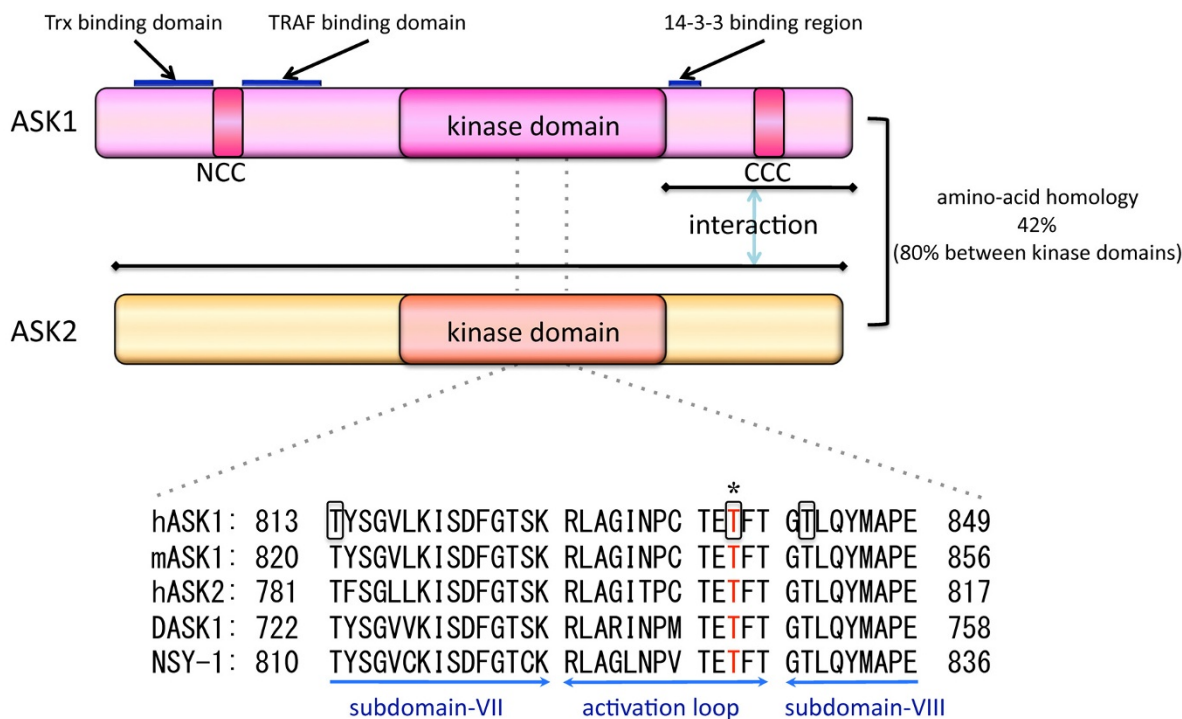 Trx binding domain
TRAF binding domain
14-3-3 binding region
ASK1
kinase domain
NCC
CCC
interaction
amino-acid homology
42%
(80% between kinase domains)
ASK2
kinase domain
*
hASK1: 813 TYSGVLKISDFGTSK RLAGINPC TETFT GTLQYMAPE 849
mASK1: 820 TYSGVLKISDFGTSK RLAGINPC TETFT GTLQYMAPE 856
hASK2: 781 TFSGLLKISDFGTSK RLAGITPC TETFT GTLQYMAPE 817
DASK1: 722 TYSGVVKISDFGTSK RLARINPM TETFT GTLQYMAPE 758
NSY-1: 810 TYSGVCKISDFGTCK RLAGLNPV TETFT GTLQYMAPE 836
subdomain-VII
activation loop
subdomain-VIII